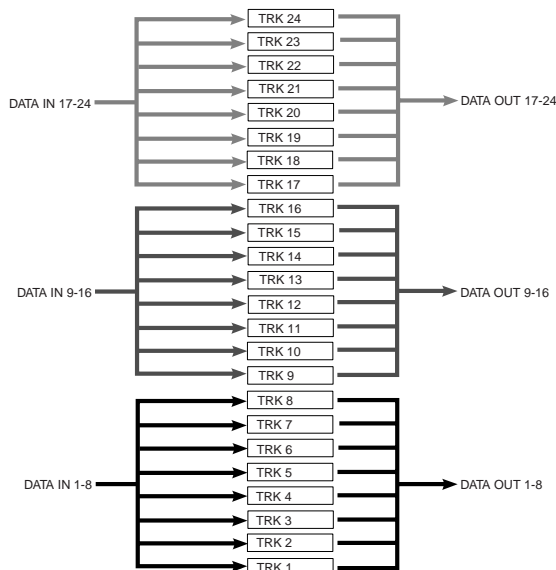 TRK 24
TRK 23
TRK 22
TRK 21
DATA IN 17-24
DATA OUT 17-24
TRK 20
TRK 19
TRK 18
TRK 17
TRK 16
TRK 15
TRK 14
TRK 13
DATA IN 9-16
DATA OUT 9-16
TRK 12
TRK 11
TRK 10
TRK 9
TRK 8
TRK 7
TRK 6
TRK 5
DATA IN 1-8
DATA OUT 1-8
TRK 4
TRK 3
TRK 2
TRK 1